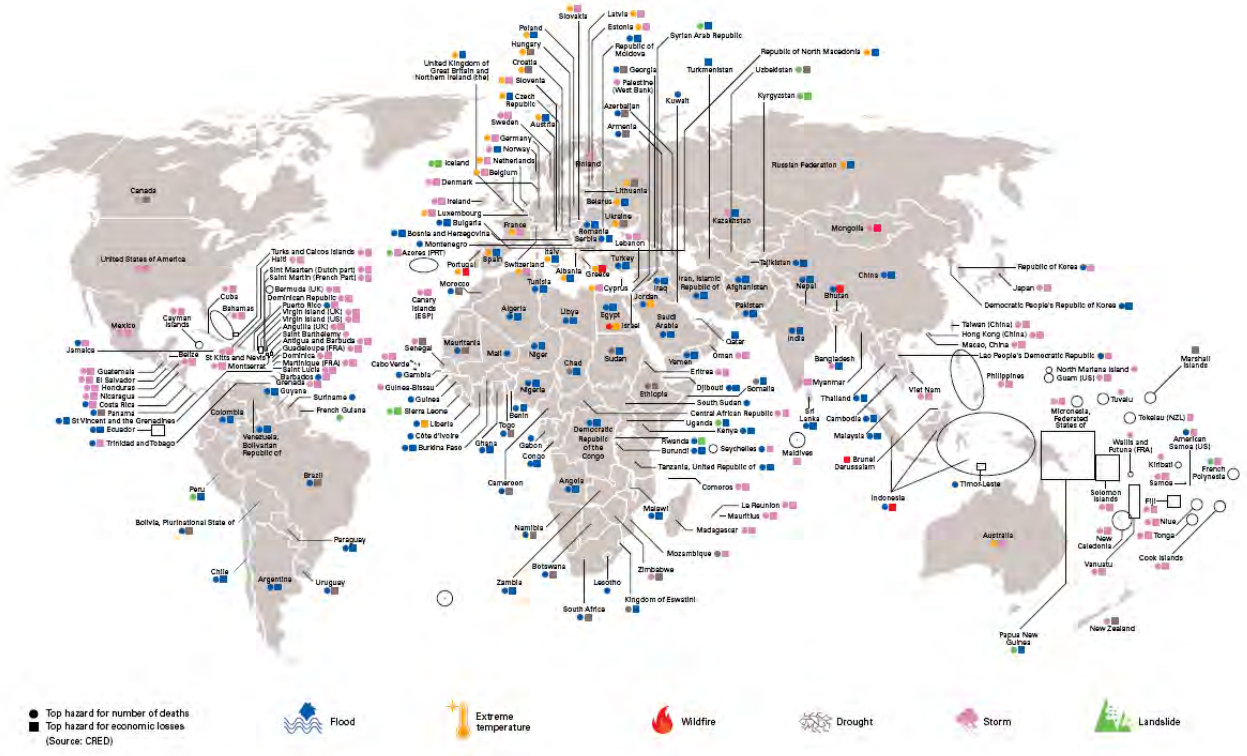 Slovakia
Latvia
Estonia
Syrian Arab Republic
Poland
Hungary
Republic of
Moldova
Republic of North Macedonia
Croatia
United Kingdom of
Great Britain and
Northern Ireland (the)
Georgia
Turkmenistan
Uzbekistan
Slovenia
Palestine
(West Bank)
Kuwait
Kyrgyzstan
Czech
Republic
Azerbaijan
Sweden
Austria
Armenia
Germany
Norway
Iceland
Netherlands
Finland
Russian Federation
Belgium
Denmark
Lithuania
Canada
Ireland
Belarus
Luxembourg
Ukraine
Bulgaria
France
Kazakhstan
Mongolia
Bosnia and Herzegovina
Romania
Serbia
Montenegro
Lebanon
Turks and Caicos Islands
Haiti
Azores (PRT)
Spain
Italy
United States of America
Sint Maarten (Dutch part)
Saint Martin (French Part)
Portugal
Switzerland
Albania
Greece
Turkey
Tajikistan
China
Republic of Korea
Morocco
Tunisia
Cyprus
Iraq
Iran, Islamic
Republic of
Afghanistan
Nepal
Bhutan
Japan
Cuba
Bermuda (UK)
Dominican Republic
Puerto Rico
Virgin Island (UK)
Virgin Island (US)
Anguilla (UK)
Saint Barthelemy
Antigua and Barbuda
Guadeloupe (FRA)
Dominica
Martinique (FRA)
Saint Lucia
Barbados
Grenada
Guyana
Bahamas
Canary
Islands
(ESP)
Algeria
Libya
Egypt
Jordan
Israel
Saudi
Arabia
Pakistan
Democratic People's Republic of Korea
Cayman
Islands
Mexico
Jamaica
Belize
St Kitts and Nevis
Montserrat
Senegal
Mauritania
Mali
Niger
Chad
Sudan
Yemen
Qatar
Oman
India
Bangladesh
Taiwan (China)
Hong Kong (China)
Macao, China
Lao People's Democratic Republic
Marshall
Islands
Guatemala
El Salvador
Honduras
Nicaragua
Costa Rica
Panama
St Vincent and the Grenadines
Ecuador
Trinidad and Tobago
Cabo Verde
Gambia
Guinea-Bissau
Guinea
Sierra Leone
Liberia
Côte d'Ivoire
Burkina Faso
Ghana
Togo
Benin
Nigeria
Eritrea
Djibouti
Somalia
Ethiopia
South Sudan
Central African Republic
Uganda
Kenya
Rwanda
Burundi
Seychelles
Tanzania, United Republic of
Comoros
Myanmar
Thailand
Viet Nam
Philippines
North Mariana Island
Guam (US)
Tuvalu
Micronesia,
Federated
States of
Tokelau (NZL)
Sri
Lanka
Cambodia
Malaysia
Maldives
Brunei
Darussalam
Indonesia
Timor-Leste
Wallis and
Futuna (FRA)
American
Samoa (US)
Kiribati
Samoa
French
Polynesia
Solomon
Islands
Fiji
Niue
Tonga
Cook Islands
New
Caledonia
Vanuatu
Suriname
French Guiana
Colombia
Venezuela,
Bolivarian
Republic of
Gabon
Congo
Democratic
Republic
of the
Congo
Cameroon
Angola
Malawi
La Reunion
Mauritius
Madagascar
Brazil
Peru
Bolivia, Plurinational State of
Paraguay
Chile
Argentina
Uruguay
Namibia
Zambia
Botswana
South Africa
Lesotho
Kingdom of Eswatini
Zimbabwe
Mozambique
Australia
New Zealand
Papua New
Guinea
Top hazard for number of deaths
Top hazard for economic losses
(Source: CRED)
Flood
Extreme
temperature
Wildfire
Drought
Storm
Landslide